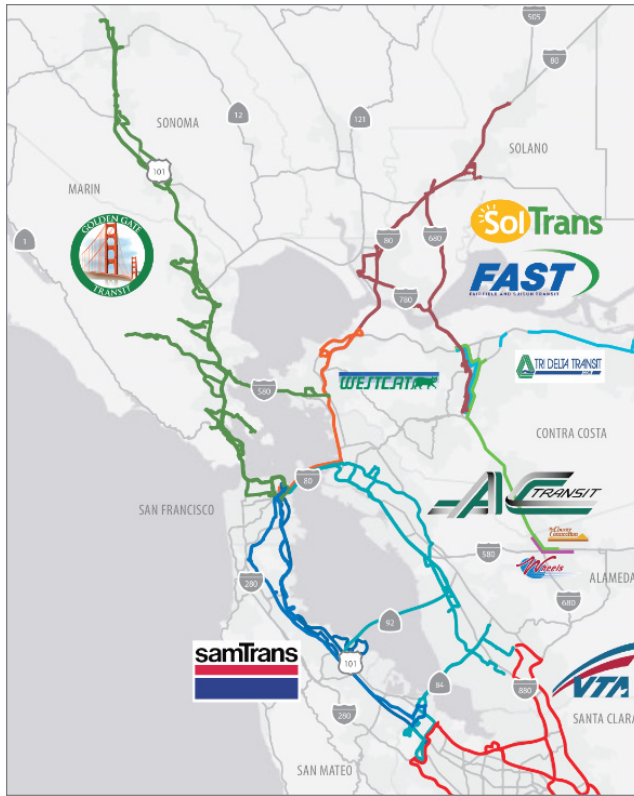 505
80
SONOMA
12
121
SOLANO
101
MARIN
GOLDEN GATE
TRANSIT
1
80
680
SolTrans
FAST
FAIRFIELD AND SUISUN TRANSIT
780
TRI DELTA TRANSIT
WESTCAT
580
CONTRA COSTA
80
AC TRANSIT
SAN FRANCISCO
County
Connection
580
Wheels
280
ALAMEDA
680
92
samTrans
101
84
880
VTA
280
SANTA CLARA
SAN MATEO